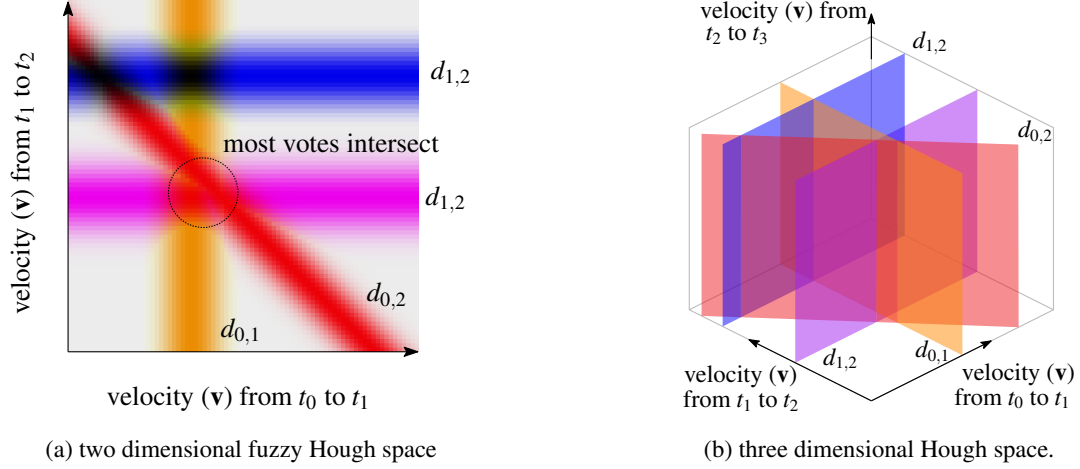 velocity (v) from t1 to t2
d1,2
most votes intersect
d1,2
d0,2
d0,1
velocity (v) from t0 to t1
(a) two dimensional fuzzy Hough space
velocity (v) from
t2 to t3
d1,2
d0,2
d1,2
d0,1
velocity (v)
from t1 to t2
velocity (v)
from t0 to t1
(b) three dimensional Hough space.